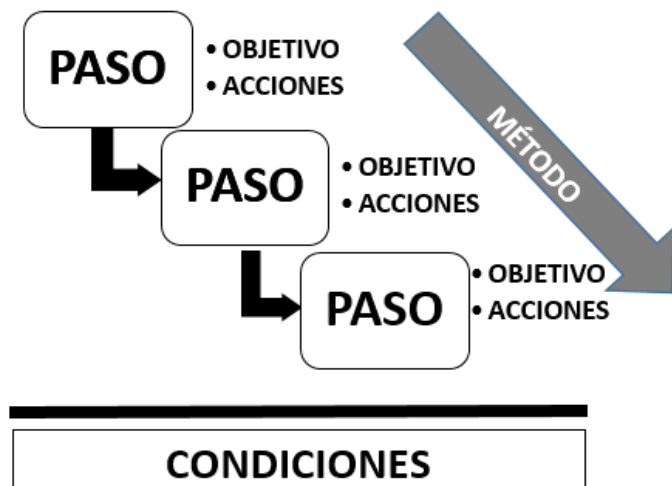 PASO
• OBJETIVO
• ACCIONES
MÉTODO
PASO
• OBJETIVO
• ACCIONES
PASO
• OBJETIVO
• ACCIONES
CONDICIONES